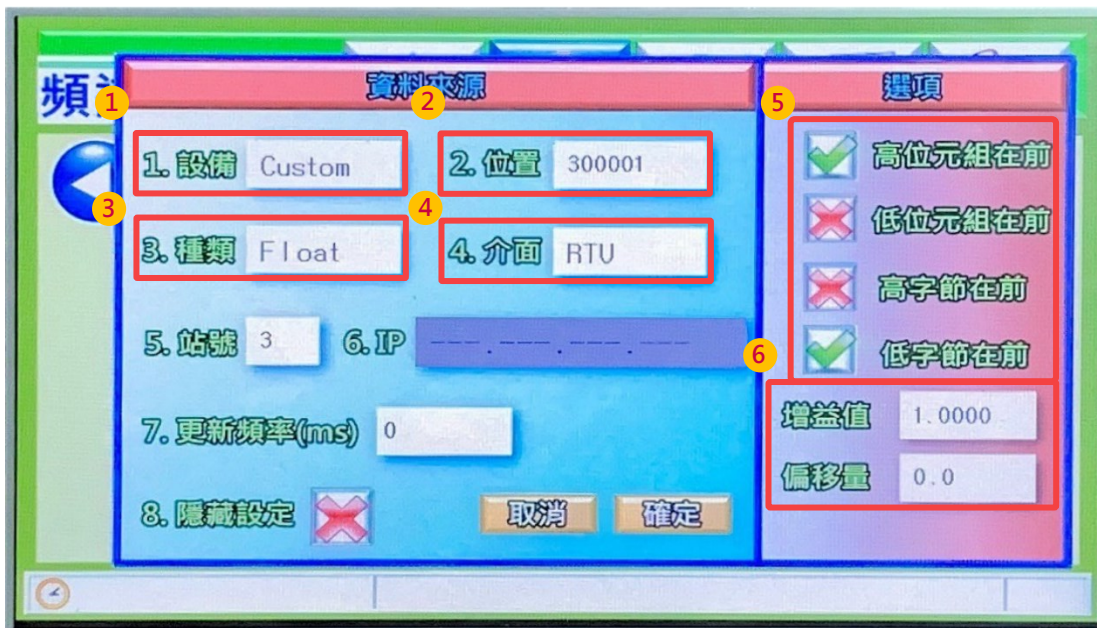 頻
資料來源
選項
1
2
5
1. 設備 Custom
2. 位置 300001
高位元組在前
3
4
低位元組在前
3. 種類 Float
4. 介面 RTU
高字節在前
5. 站號 3
6. IP ---.---.---.---
6
低字節在前
增益值 1.0000
7. 更新頻率(ms) 0
偏移量 0.0
8. 隱藏設定
取消
確定